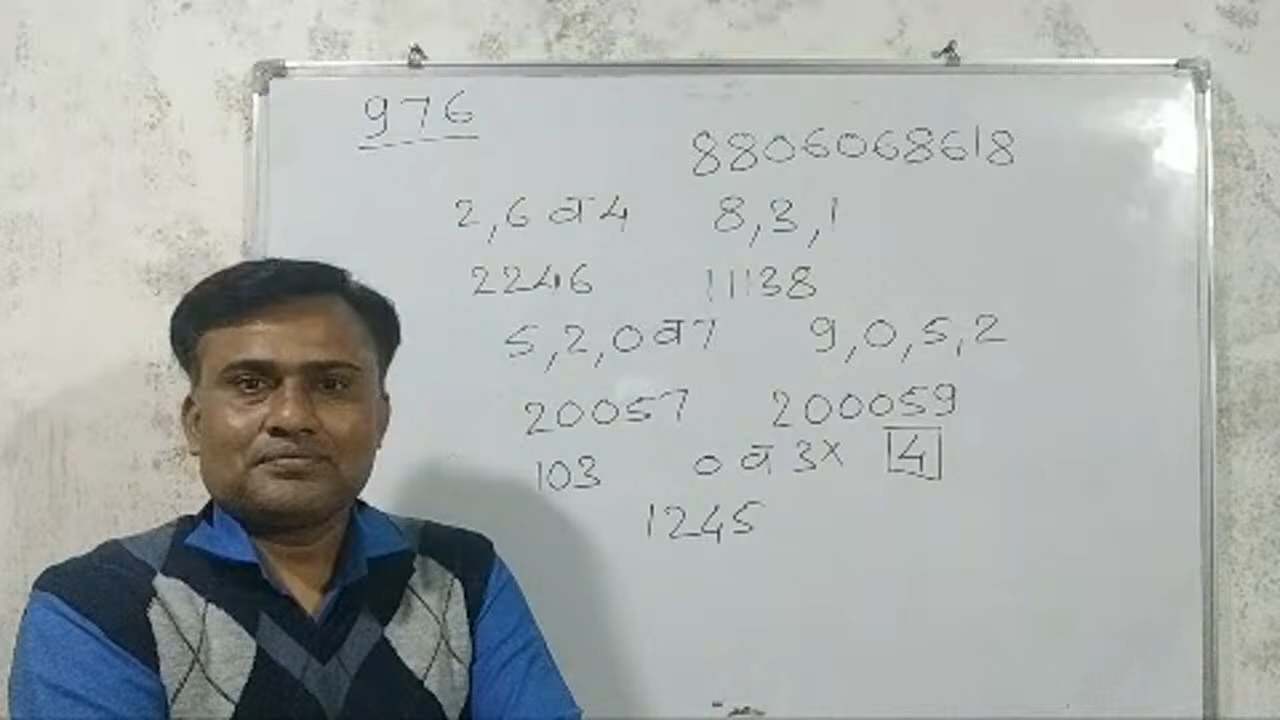 976
8806068618
2,6 व 4 8,3,1
2246 11138
5,2,0 व 7 9,0,5,2
20057 200059
103 0 व 3x 4
1245